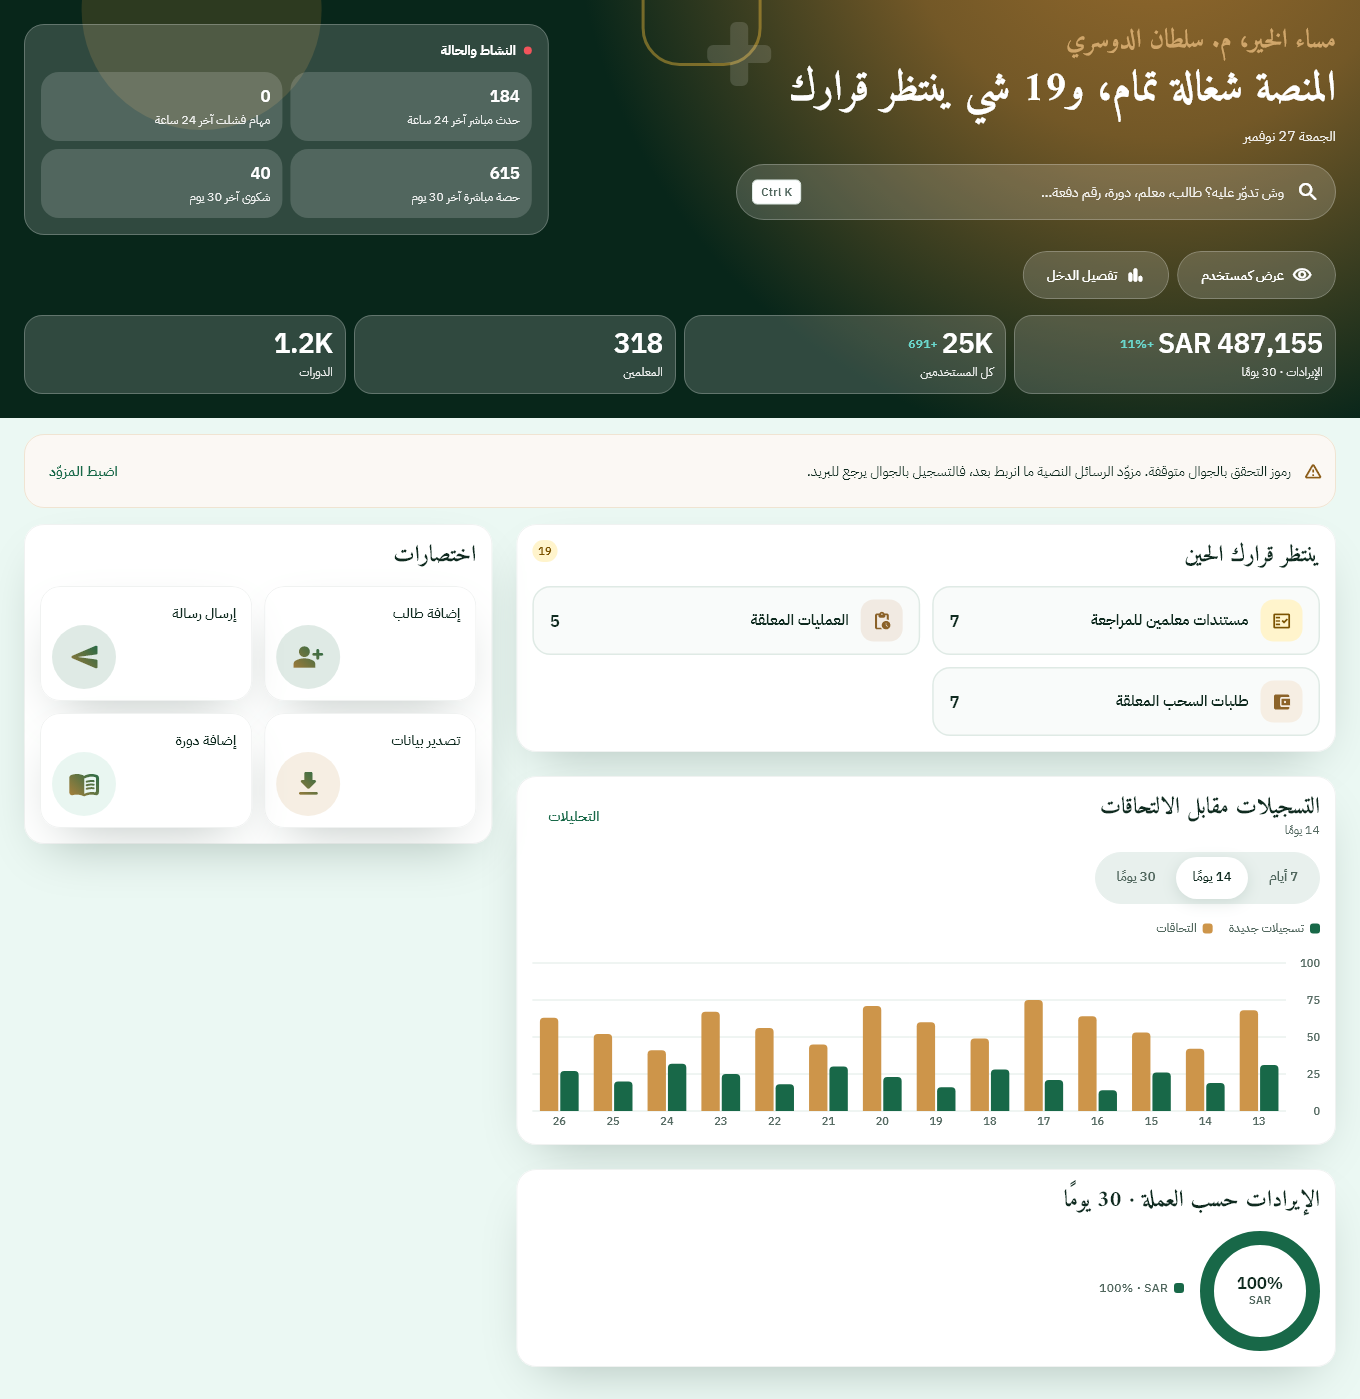 مساء الخير، م. سلطان الدوسري
المنصة شغالة تمام، و19 شي ينتظر قرارك
الجمعة 27 نوفمبر
وش تدوّر عليه؟ طالب، معلم، دورة، رقم دفعة...
Ctrl K
عرض كمستخدم
تفصيل الدخل
النشاط والحالة
184
حدث مباشر آخر 24 ساعة
0
مهام فشلت آخر 24 ساعة
615
حصة مباشرة آخر 30 يوم
40
شكوى آخر 30 يوم
SAR 487,155 +11%
الإيرادات · 30 يومًا
25K +691
كل المستخدمين
318
المعلمين
1.2K
الدورات
رموز التحقق بالجوال متوقفة. مزوّد الرسائل النصية ما انربط بعد، فالتسجيل بالجوال يرجع للبريد.
اضبط المزوّد
ينتظر قرارك الحين
19
مستندات معلمين للمراجعة
7
العمليات المعلقة
5
طلبات السحب المعلقة
7
اختصارات
إضافة طالب
إرسال رسالة
تصدير بيانات
إضافة دورة
التسجيلات مقابل الالتحاقات
14 يومًا
التحليلات
7 أيام
14 يومًا
30 يومًا
تسجيلات جديدة
التحاقات
100
75
50
25
0
13 14 15 16 17 18 19 20 21 22 23 24 25 26
الإيرادات حسب العملة · 30 يومًا
100%
SAR
SAR · 100%